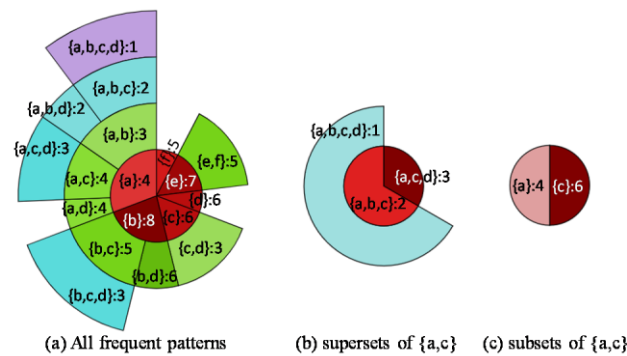 {a,b,c,d}:1
{a,b,c}:2
{a,b,d}:2
{a,b}:3
{a,c,d}:3
{a,c}:4
{a,d}:4
{a}:4
{f}:5
{e}:7
{e,f}:5
{d}:6
{c}:6
{b}:8
{b,c}:5
{b,d}:6
{c,d}:3
{b,c,d}:3
(a) All frequent patterns
{a,b,c,d}:1
{a,c,d}:3
{a,b,c}:2
(b) supersets of {a,c}
{a}:4
{c}:6
(c) subsets of {a,c}